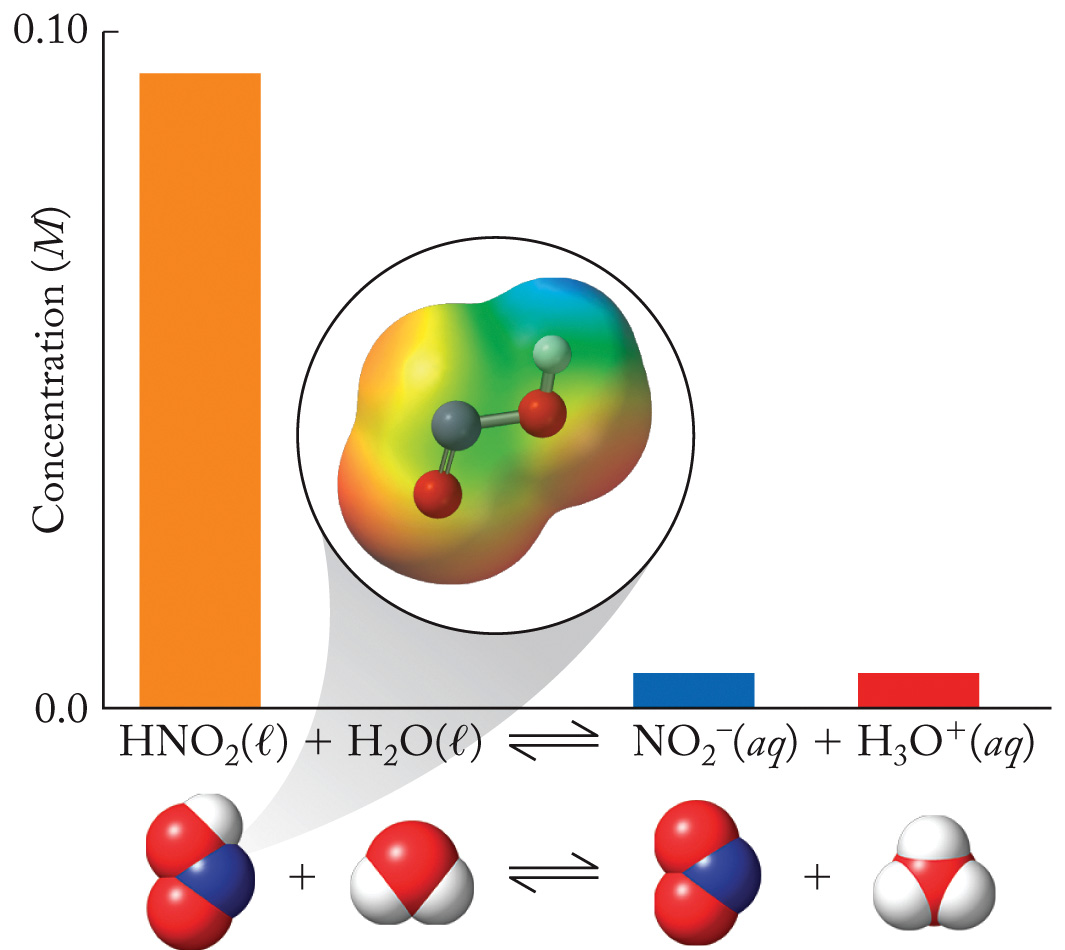 0.10
Concentration (M)
0.0
HNO₂(ℓ) + H₂O(ℓ) ⇌ NO₂⁻(aq) + H₃O⁺(aq)
+ ⇌ +